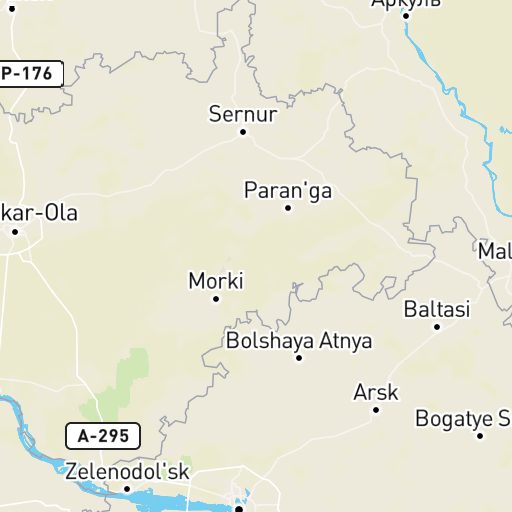 Аркуль
P-176
Sernur
Paran'ga
kar-Ola
Mal
Morki
Baltasi
Bolshaya Atnya
Arsk
Bogatye S
A-295
Zelenodol'sk